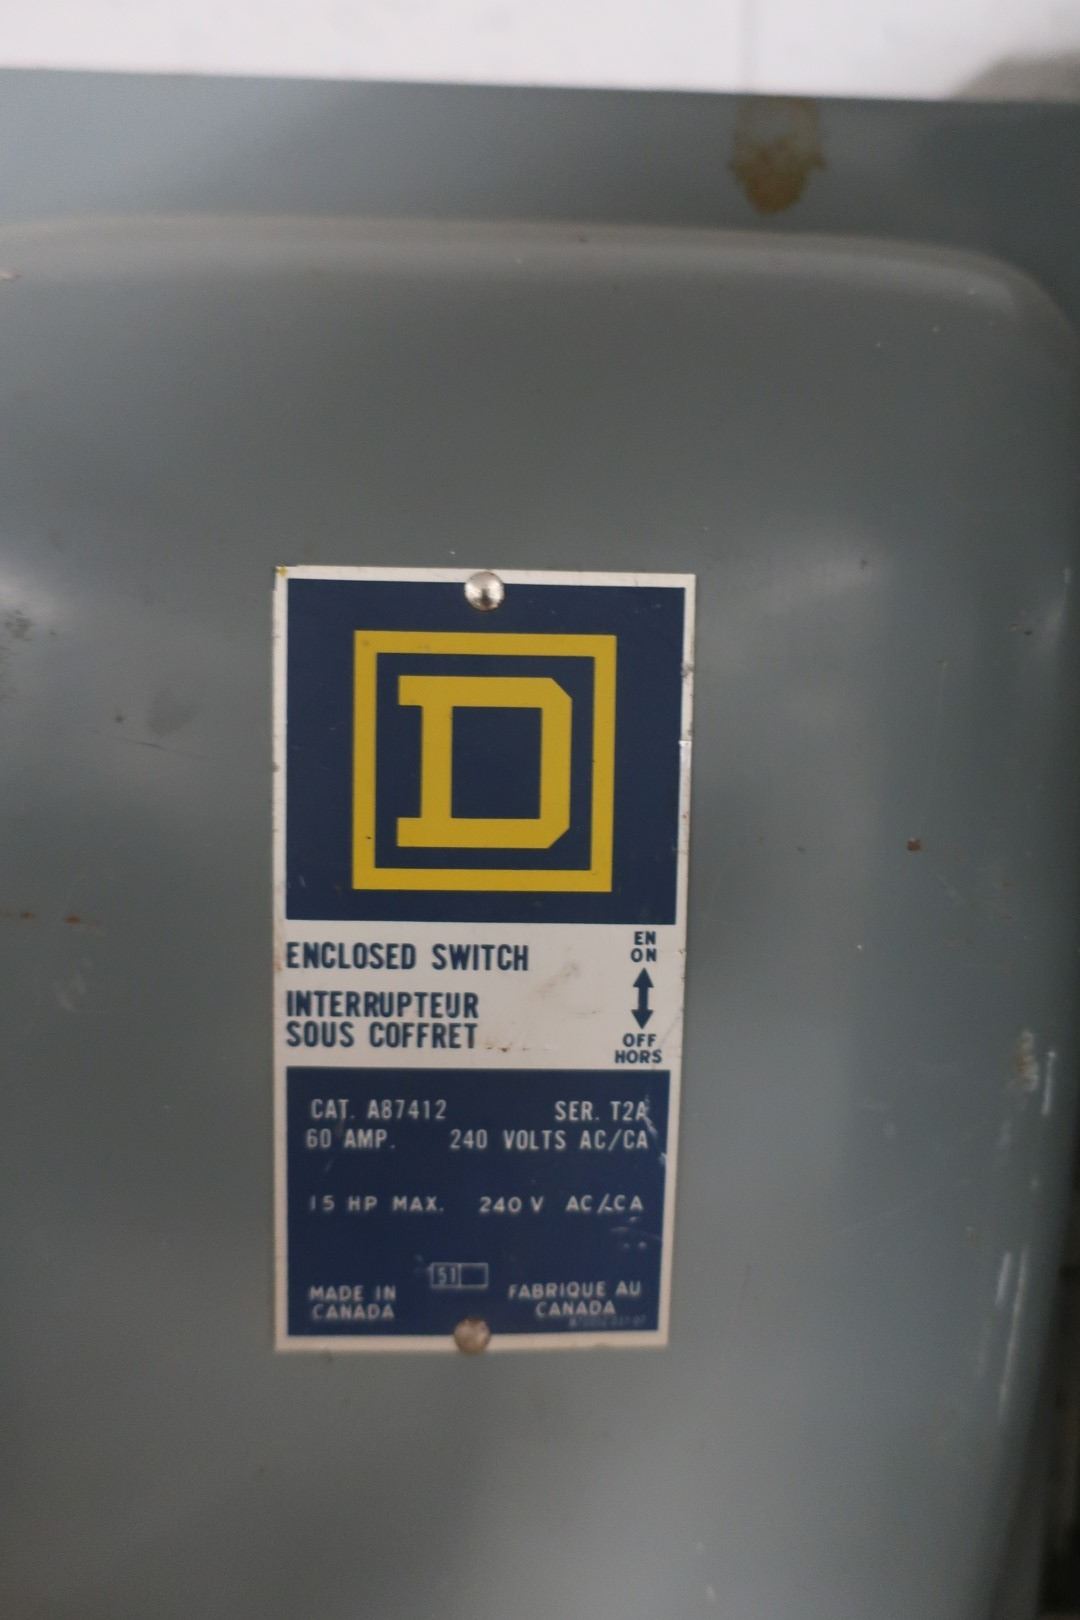 D
ENCLOSED SWITCH
INTERRUPTEUR
SOUS COFFRET
EN
ON
OFF
HORS
CAT. A87412 SER. T2A
60 AMP. 240 VOLTS AC/CA
15 HP MAX. 240 V AC/CA
51
MADE IN
CANADA
FABRIQUE AU
CANADA